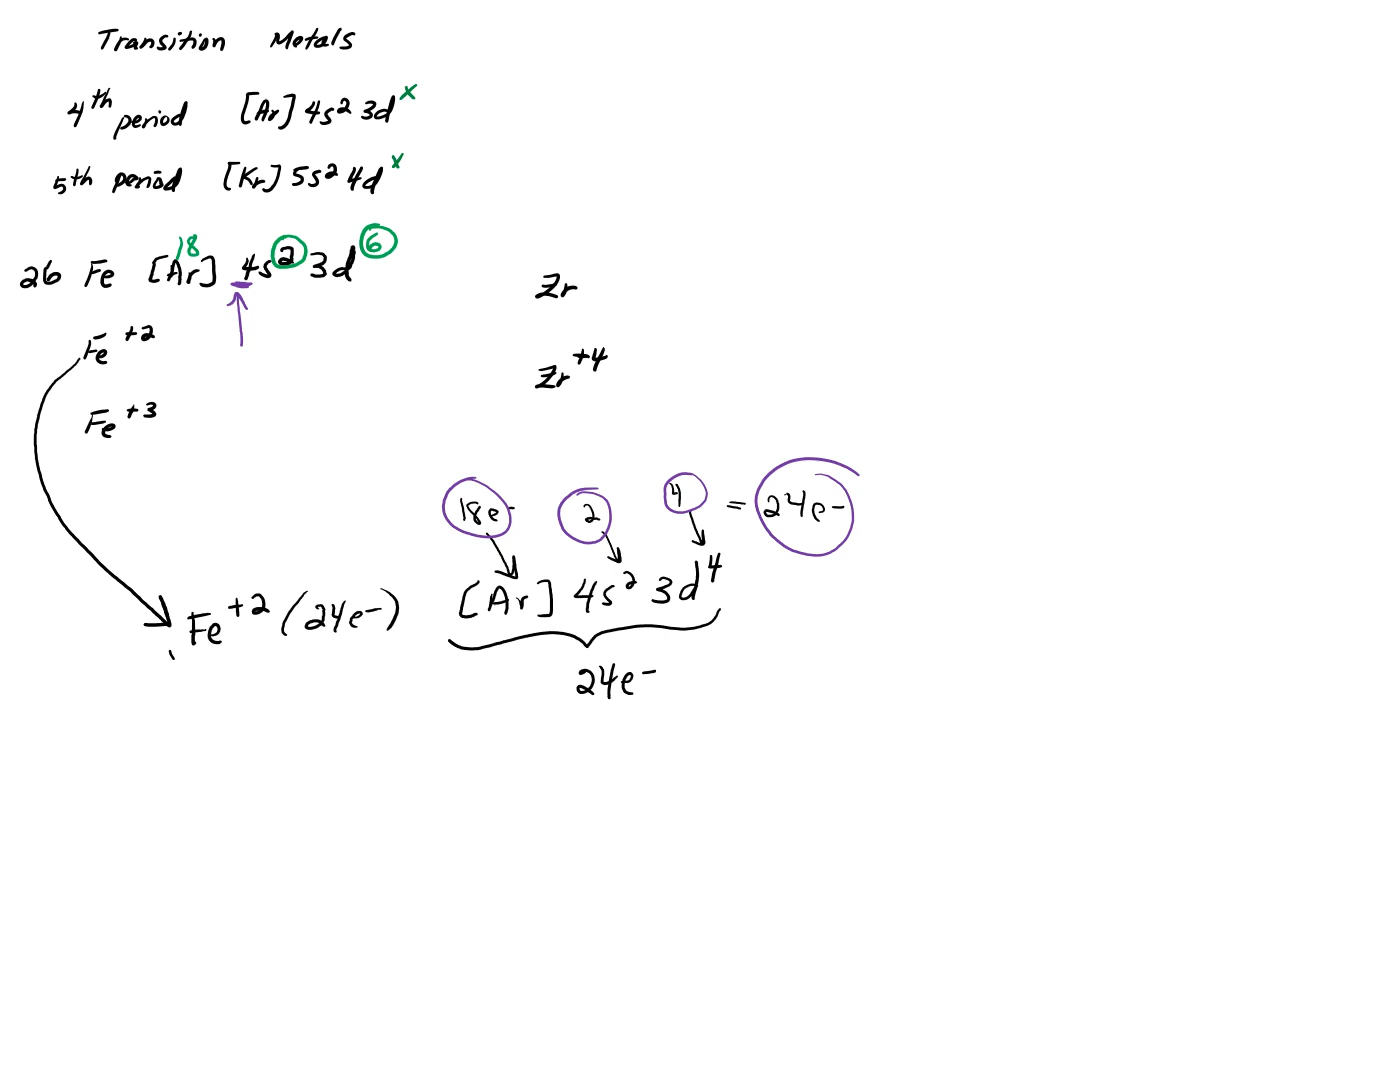 Transition Metals
4th period [Ar] 4s2 3dx
5th period [Kr] 5s2 4dx
18
26 Fe [Ar] 4s2 3d6
Zr
Fe+2
Zr+4
Fe+3
18e- 2 4 = 24e-
Fe+2 (24e-) [Ar] 4s2 3d4
24e-